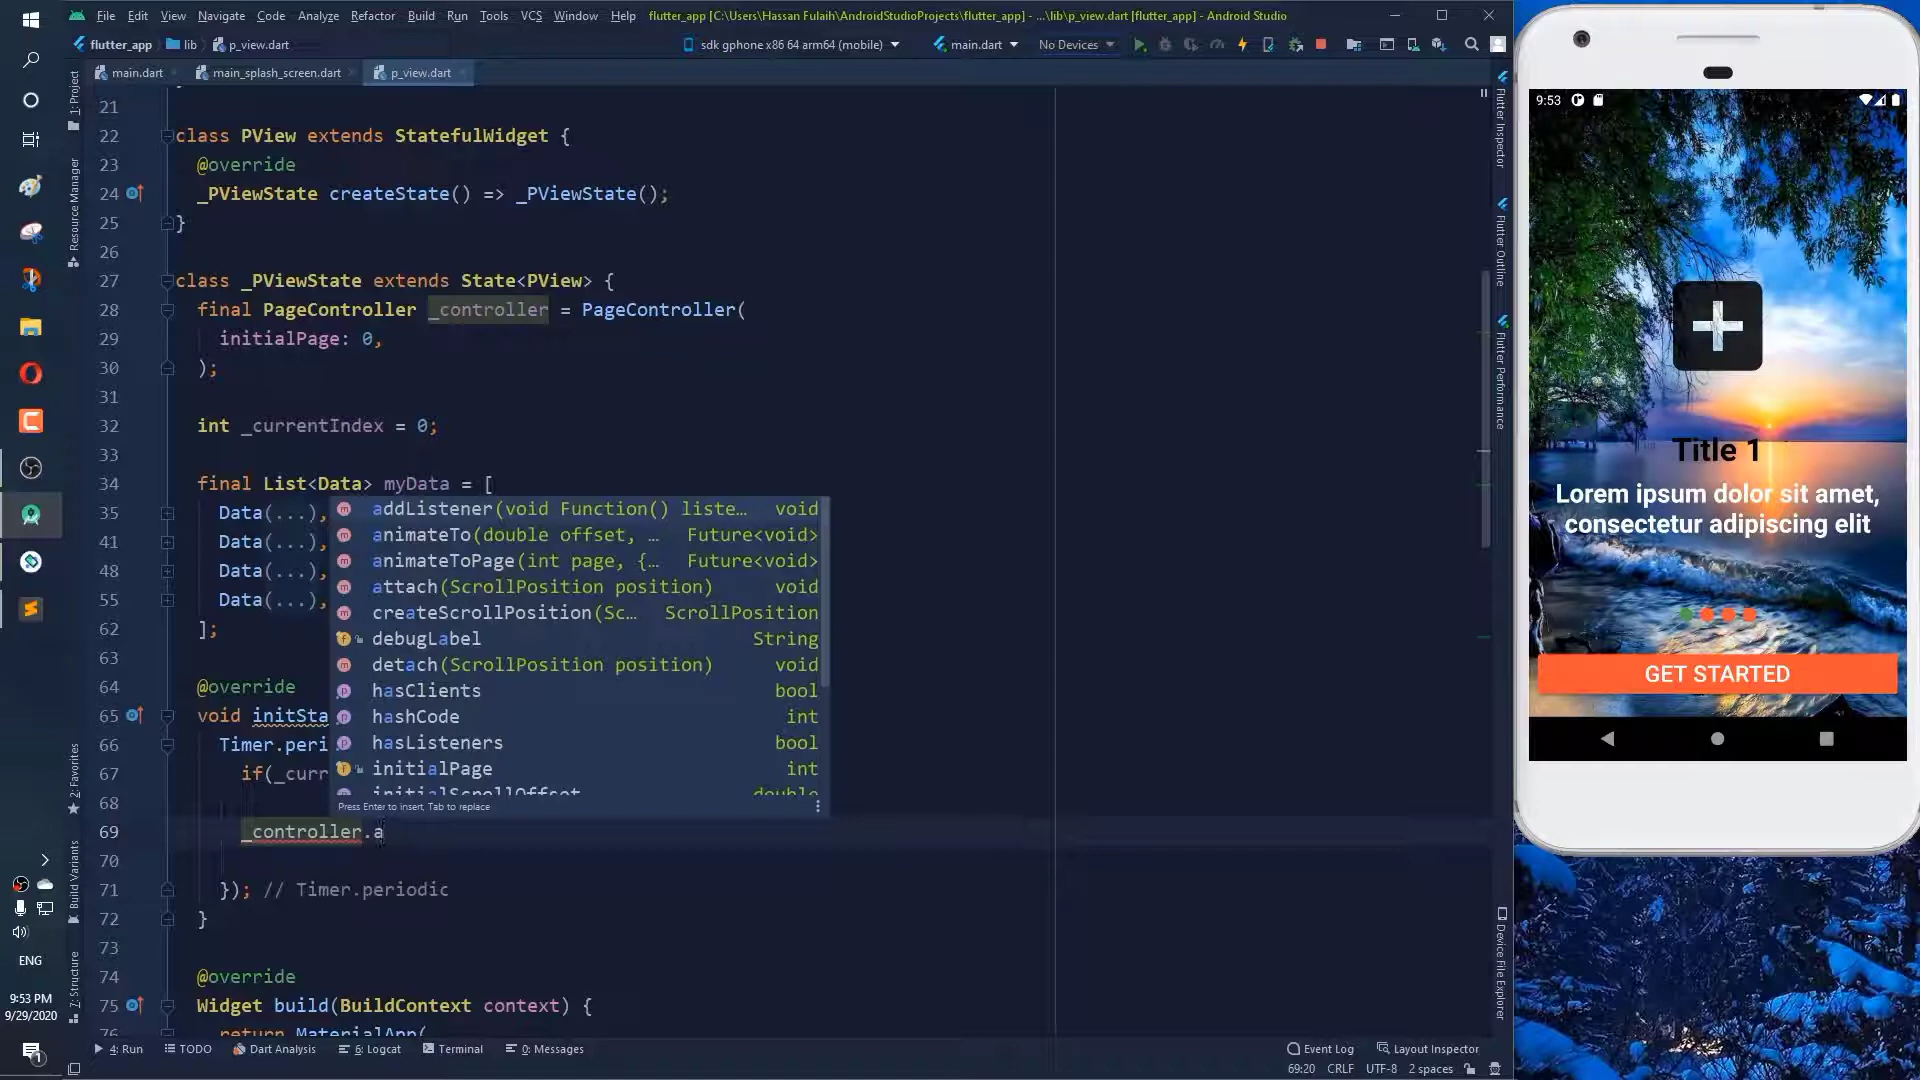 File Edit View Navigate Code Analyze Refactor Build Run Tools VCS Window Help flutter_app [C:\Users\Hassan Fulaih\AndroidStudioProjects\flutter_app] - ...\lib\p_view.dart [flutter_app] - Android Studio
flutter_app lib p_view.dart sdk gphone x86 64 arm64 (mobile) main.dart No Devices
main.dart main_splash_screen.dart p_view.dart
21
22 class PView extends StatefulWidget {
23 @override
24 _PViewState createState() => _PViewState();
25 }
26
27 class _PViewState extends State<PView> {
28 final PageController _controller = PageController(
29 initialPage: 0,
30 );
31
32 int _currentIndex = 0;
33
34 final List<Data> myData = [
35 Data(...),
41 Data(...),
48 Data(...),
55 Data(...),
62 ];
63
64 @override
65 void initSta
66 Timer.peri
67 if(_curr
68
69 _controller.a
70
71 }); // Timer.periodic
72 }
73
74 @override
75 Widget build(BuildContext context) {
76 return MaterialApp(
addListener(void Function() liste… void
animateTo(double offset, … Future<void>
animateToPage(int page, {… Future<void>
attach(ScrollPosition position) void
createScrollPosition(Sc… ScrollPosition
debugLabel String
detach(ScrollPosition position) void
hasClients bool
hashCode int
hasListeners bool
initialPage int
initialScrollOffset double
Press Enter to insert, Tab to replace
1: Project
Resource Manager
2: Favorites
Build Variants
7: Structure
Flutter Inspector
Flutter Outline
Flutter Performance
Device File Explorer
4: Run TODO Dart Analysis 6: Logcat Terminal 0: Messages Event Log Layout Inspector
69:20 CRLF UTF-8 2 spaces
ENG
9:53 PM
9/29/2020
1
9:53
Title 1
Lorem ipsum dolor sit amet,
consectetur adipiscing elit
GET STARTED